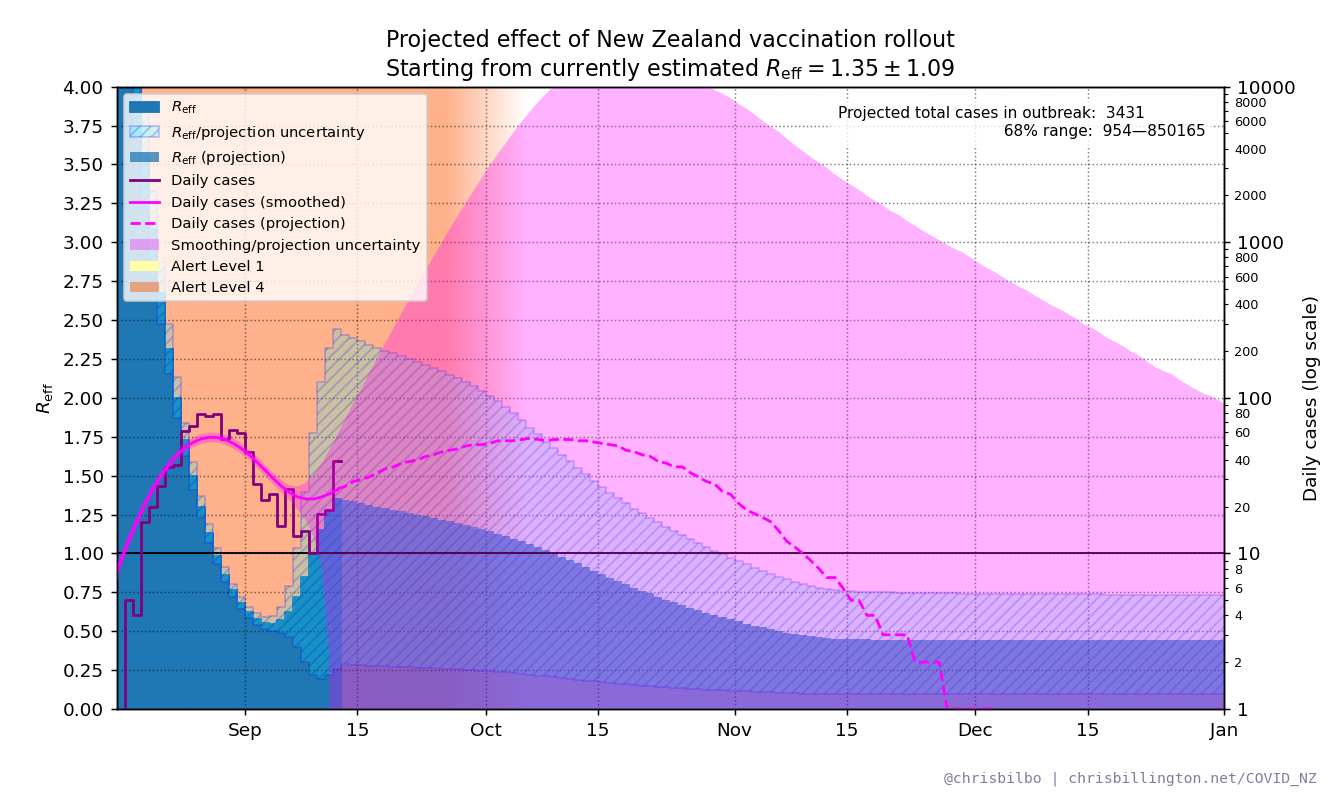 Projected effect of New Zealand vaccination rollout
Starting from currently estimated R_eff = 1.35 ± 1.09
Projected total cases in outbreak: 3431
68% range: 954—850165
R_eff
R_eff/projection uncertainty
R_eff (projection)
Daily cases
Daily cases (smoothed)
Daily cases (projection)
Smoothing/projection uncertainty
Alert Level 1
Alert Level 4
4.00
3.75
3.50
3.25
3.00
2.75
2.50
2.25
2.00
1.75
1.50
1.25
1.00
0.75
0.50
0.25
0.00
R_eff
10000
8000
6000
4000
2000
1000
800
600
400
200
100
80
60
40
20
10
8
6
4
2
1
Daily cases (log scale)
Sep 15 Oct 15 Nov 15 Dec 15 Jan
@chrisbilbo | chrisbillington.net/COVID_NZ